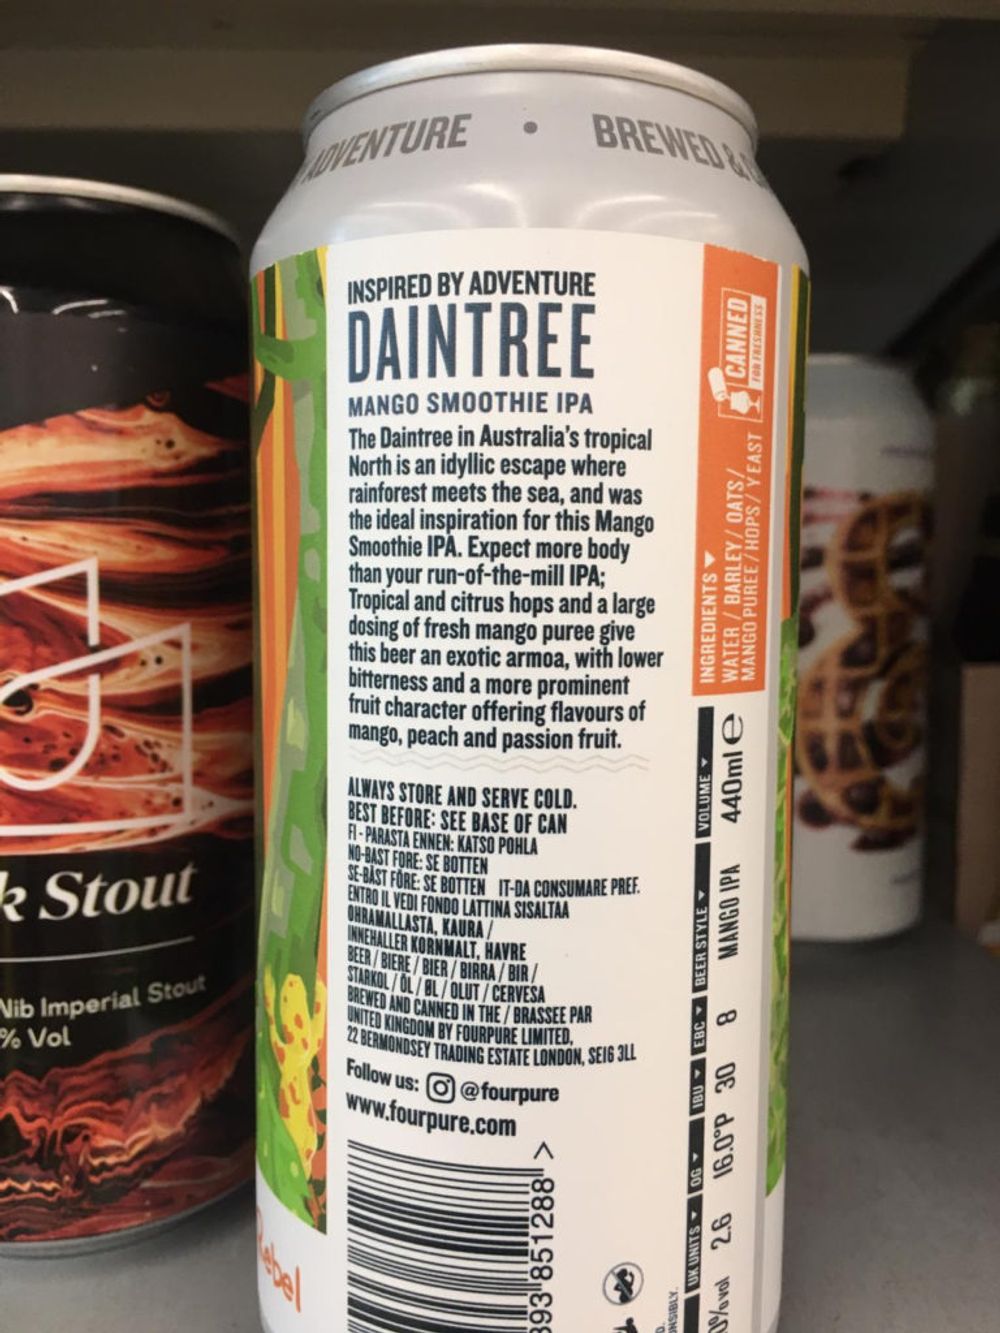 ADVENTURE • BREWED &
INSPIRED BY ADVENTURE
DAINTREE
MANGO SMOOTHIE IPA
The Daintree in Australia's tropical
North is an idyllic escape where
rainforest meets the sea, and was
the ideal inspiration for this Mango
Smoothie IPA. Expect more body
than your run-of-the-mill IPA;
Tropical and citrus hops and a large
dosing of fresh mango puree give
this beer an exotic armoa, with lower
bitterness and a more prominent
fruit character offering flavours of
mango, peach and passion fruit.
ALWAYS STORE AND SERVE COLD.
BEST BEFORE: SEE BASE OF CAN
FI - PARASTA ENNEN: KATSO POHLA
NO-BAST FORE: SE BOTTEN
SE-BÄST FÖRE: SE BOTTEN IT-DA CONSUMARE PREF.
ENTRO IL VEDI FONDO LATTINA SISALTAA
OHRAMALLASTA, KAURA /
INNEHALLER KORNMALT, HAVRE
BEER / BIERE / BIER / BIRRA / BIR /
STARKOL / ÖL / ØL / OLUT / CERVESA
BREWED AND CANNED IN THE / BRASSEE PAR
UNITED KINGDOM BY FOURPURE LIMITED,
22 BERMONDSEY TRADING ESTATE LONDON, SE16 3LL
Follow us: @fourpure
www.fourpure.com
393 851288 >
CANNED
FOR FRESHNESS
INGREDIENTS
WATER / BARLEY / OATS /
MANGO PUREE / HOPS / YEAST
UK UNITS OG IBU EBC BEER STYLE VOLUME
0% vol 2.6 16.0°P 30 8 MANGO IPA 440ml e
Rebel
k Stout
Nib Imperial Stout
% Vol